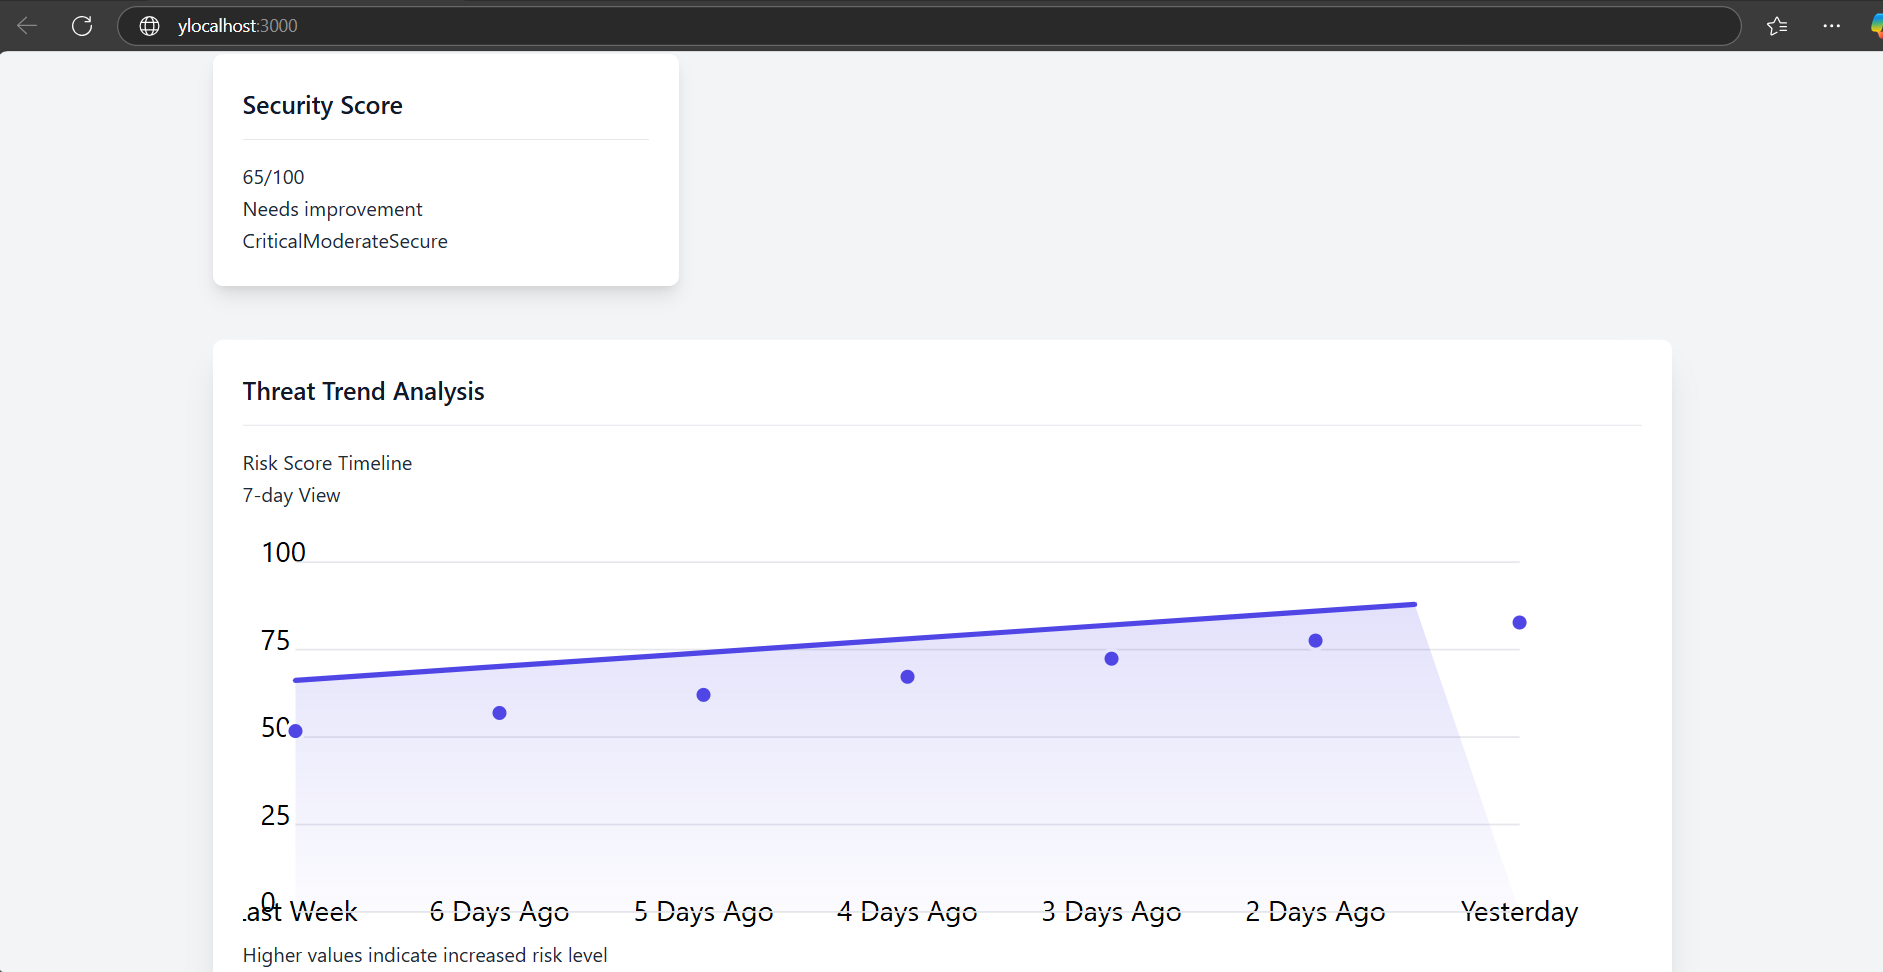 ylocalhost:3000
Security Score
65/100
Needs improvement
CriticalModerateSecure
Threat Trend Analysis
Risk Score Timeline
7-day View
100
75
50
25
0
Last Week 6 Days Ago 5 Days Ago 4 Days Ago 3 Days Ago 2 Days Ago Yesterday
Higher values indicate increased risk level